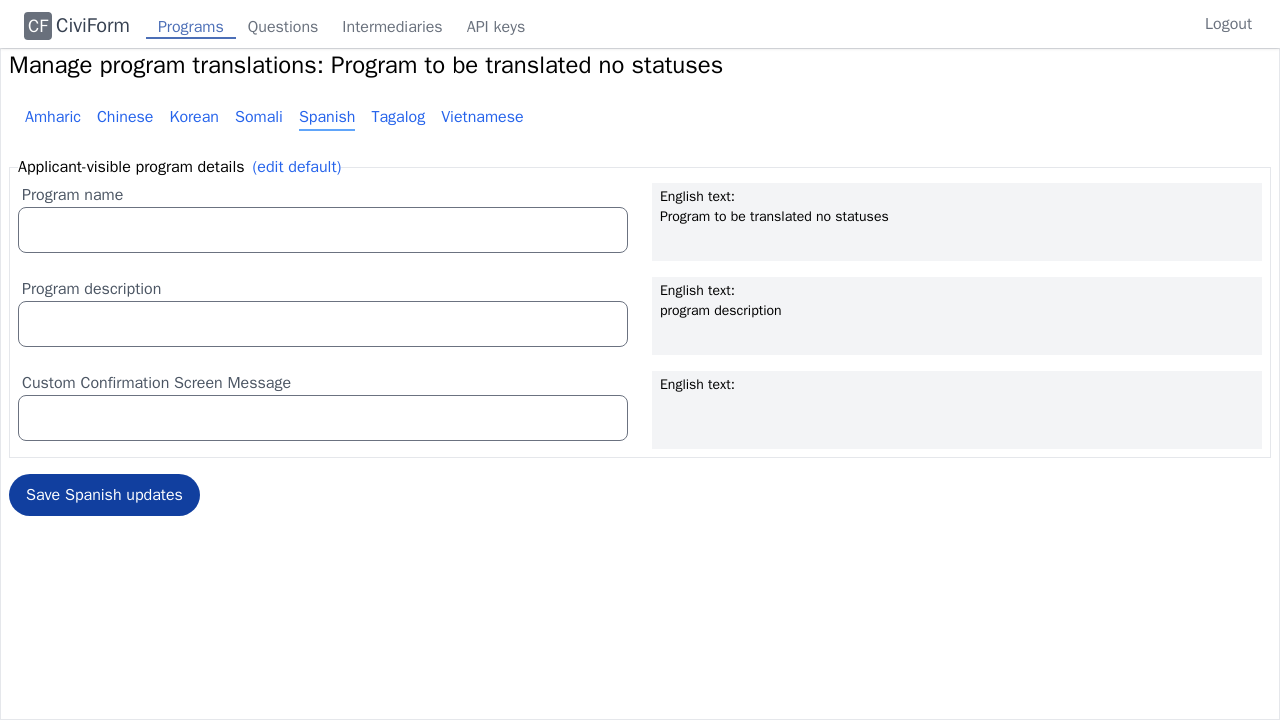 CF CiviForm Programs Questions Intermediaries API keys Logout
Manage program translations: Program to be translated no statuses
Amharic Chinese Korean Somali Spanish Tagalog Vietnamese
Applicant-visible program details (edit default)
Program name
English text:
Program to be translated no statuses
Program description
English text:
program description
Custom Confirmation Screen Message
English text:
Save Spanish updates